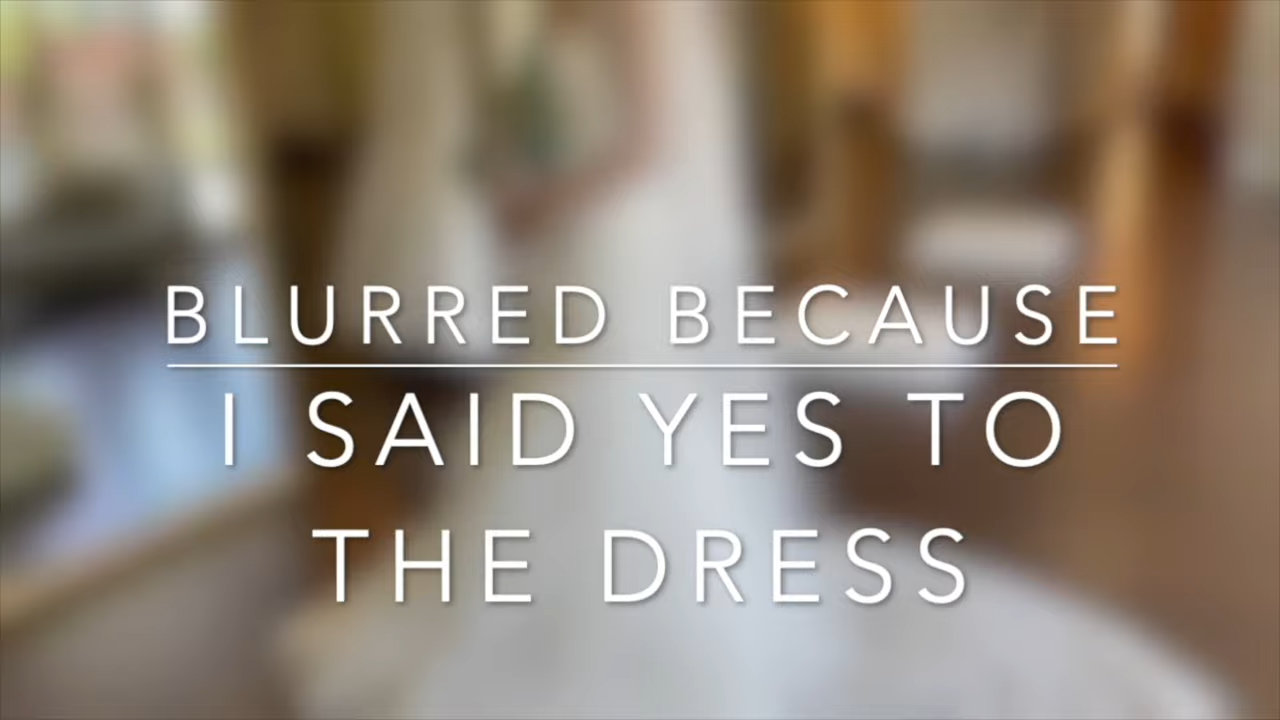 BLURRED BECAUSE
I SAID YES TO
THE DRESS